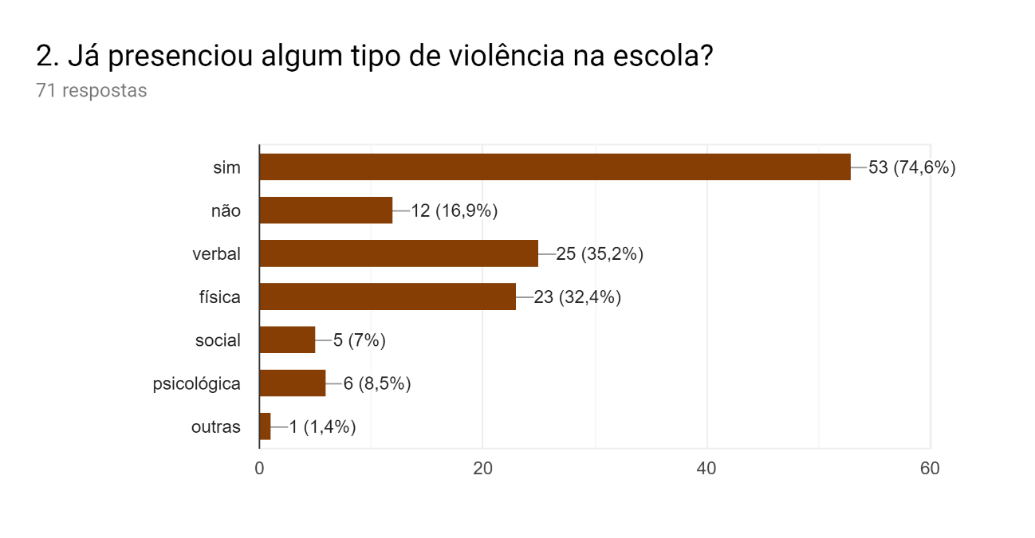 2. Já presenciou algum tipo de violência na escola?
71 respostas
sim 53 (74,6%)
não 12 (16,9%)
verbal 25 (35,2%)
física 23 (32,4%)
social 5 (7%)
psicológica 6 (8,5%)
outras 1 (1,4%)
0 20 40 60